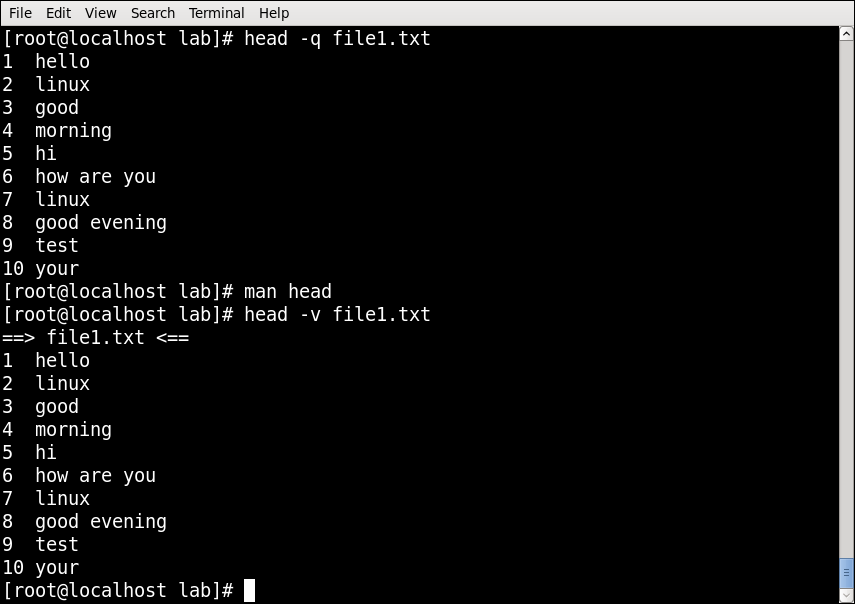 File Edit View Search Terminal Help
[root@localhost lab]# head -q file1.txt
1  hello
2  linux
3  good
4  morning
5  hi
6  how are you
7  linux
8  good evening
9  test
10 your
[root@localhost lab]# man head
[root@localhost lab]# head -v file1.txt
==> file1.txt <==
1  hello
2  linux
3  good
4  morning
5  hi
6  how are you
7  linux
8  good evening
9  test
10 your
[root@localhost lab]#